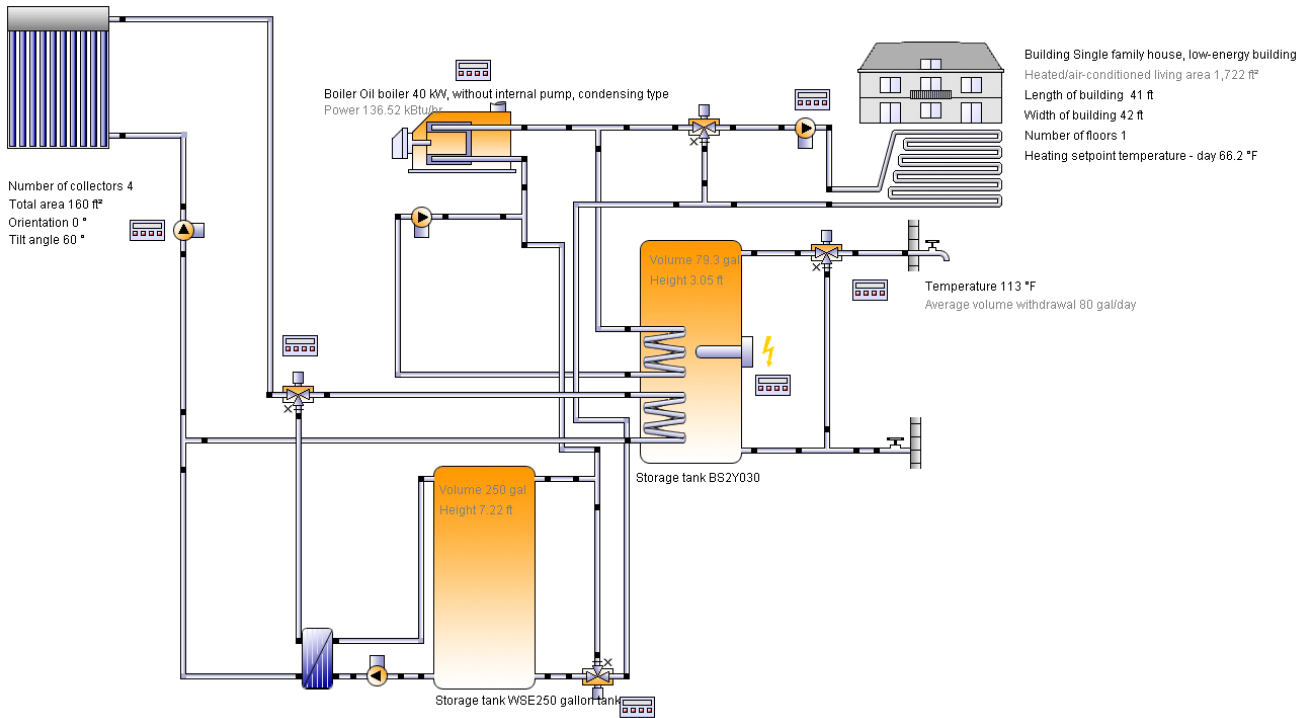 Building Single family house, low-energy building
Heated/air-conditioned living area 1,722 ft²
Length of building 41 ft
Width of building 42 ft
Number of floors 1
Heating setpoint temperature - day 66.2 °F
Boiler Oil boiler 40 kW, without internal pump, condensing type
Power 136.52 kBtu/hr
Number of collectors 4
Total area 160 ft²
Orientation 0 °
Tilt angle 60 °
Volume 79.3 gal
Height 3.05 ft
Temperature 113 °F
Average volume withdrawal 80 gal/day
Storage tank BS2Y030
Volume 250 gal
Height 7.22 ft
Storage tank WSE250 gallon tank